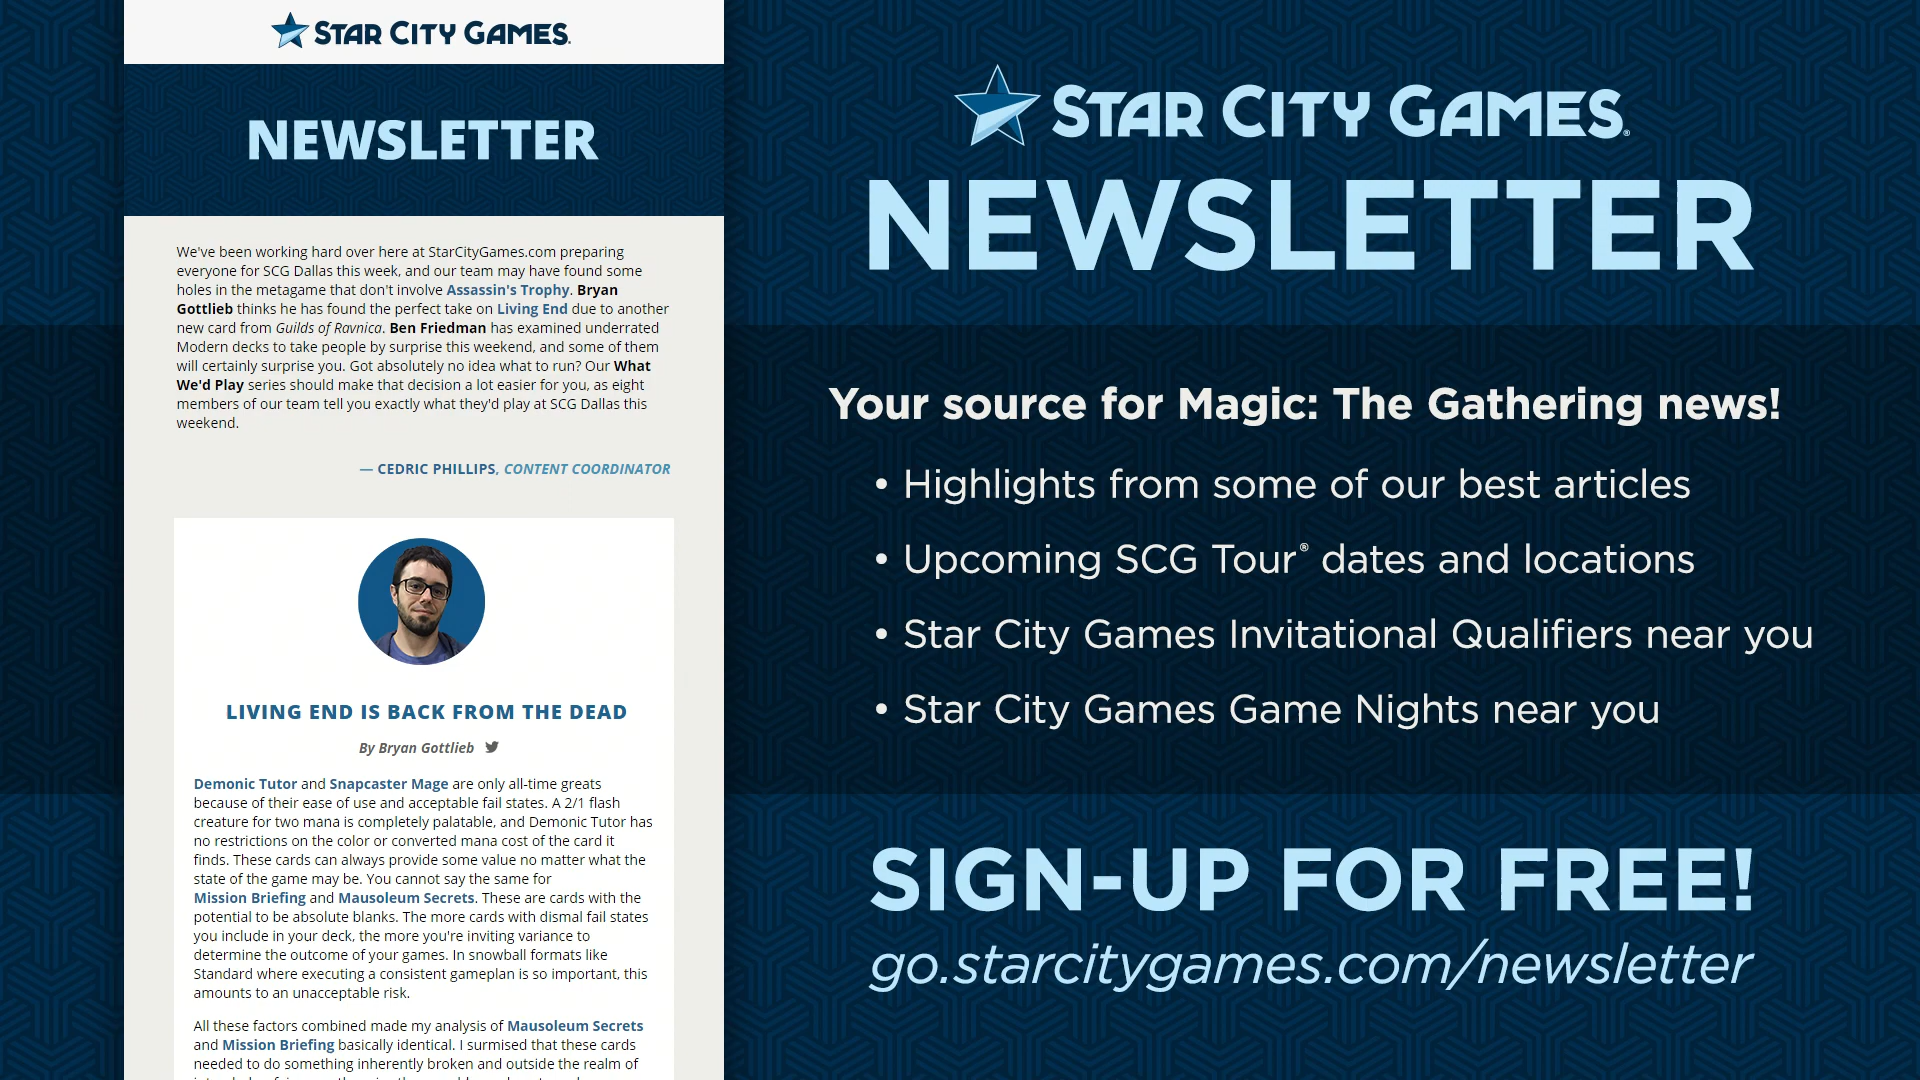 STAR CITY GAMES.
NEWSLETTER
We've been working hard over here at StarCityGames.com preparing
everyone for SCG Dallas this week, and our team may have found some
holes in the metagame that don't involve Assassin's Trophy. Bryan
Gottlieb thinks he has found the perfect take on Living End due to another
new card from Guilds of Ravnica. Ben Friedman has examined underrated
Modern decks to take people by surprise this weekend, and some of them
will certainly surprise you. Got absolutely no idea what to run? Our What
We'd Play series should make that decision a lot easier for you, as eight
members of our team tell you exactly what they'd play at SCG Dallas this
weekend.
— CEDRIC PHILLIPS, CONTENT COORDINATOR
LIVING END IS BACK FROM THE DEAD
By Bryan Gottlieb
Demonic Tutor and Snapcaster Mage are only all-time greats
because of their ease of use and acceptable fail states. A 2/1 flash
creature for two mana is completely palatable, and Demonic Tutor has
no restrictions on the color or converted mana cost of the card it
finds. These cards can always provide some value no matter what the
state of the game may be. You cannot say the same for
Mission Briefing and Mausoleum Secrets. These are cards with the
potential to be absolute blanks. The more cards with dismal fail states
you include in your deck, the more you're inviting variance to
determine the outcome of your games. In snowball formats like
Standard where executing a consistent gameplan is so important, this
amounts to an unacceptable risk.
All these factors combined made my analysis of Mausoleum Secrets
and Mission Briefing basically identical. I surmised that these cards
needed to do something inherently broken and outside the realm of
STAR CITY GAMES®
NEWSLETTER
Your source for Magic: The Gathering news!
• Highlights from some of our best articles
• Upcoming SCG Tour® dates and locations
• Star City Games Invitational Qualifiers near you
• Star City Games Game Nights near you
SIGN-UP FOR FREE!
go.starcitygames.com/newsletter